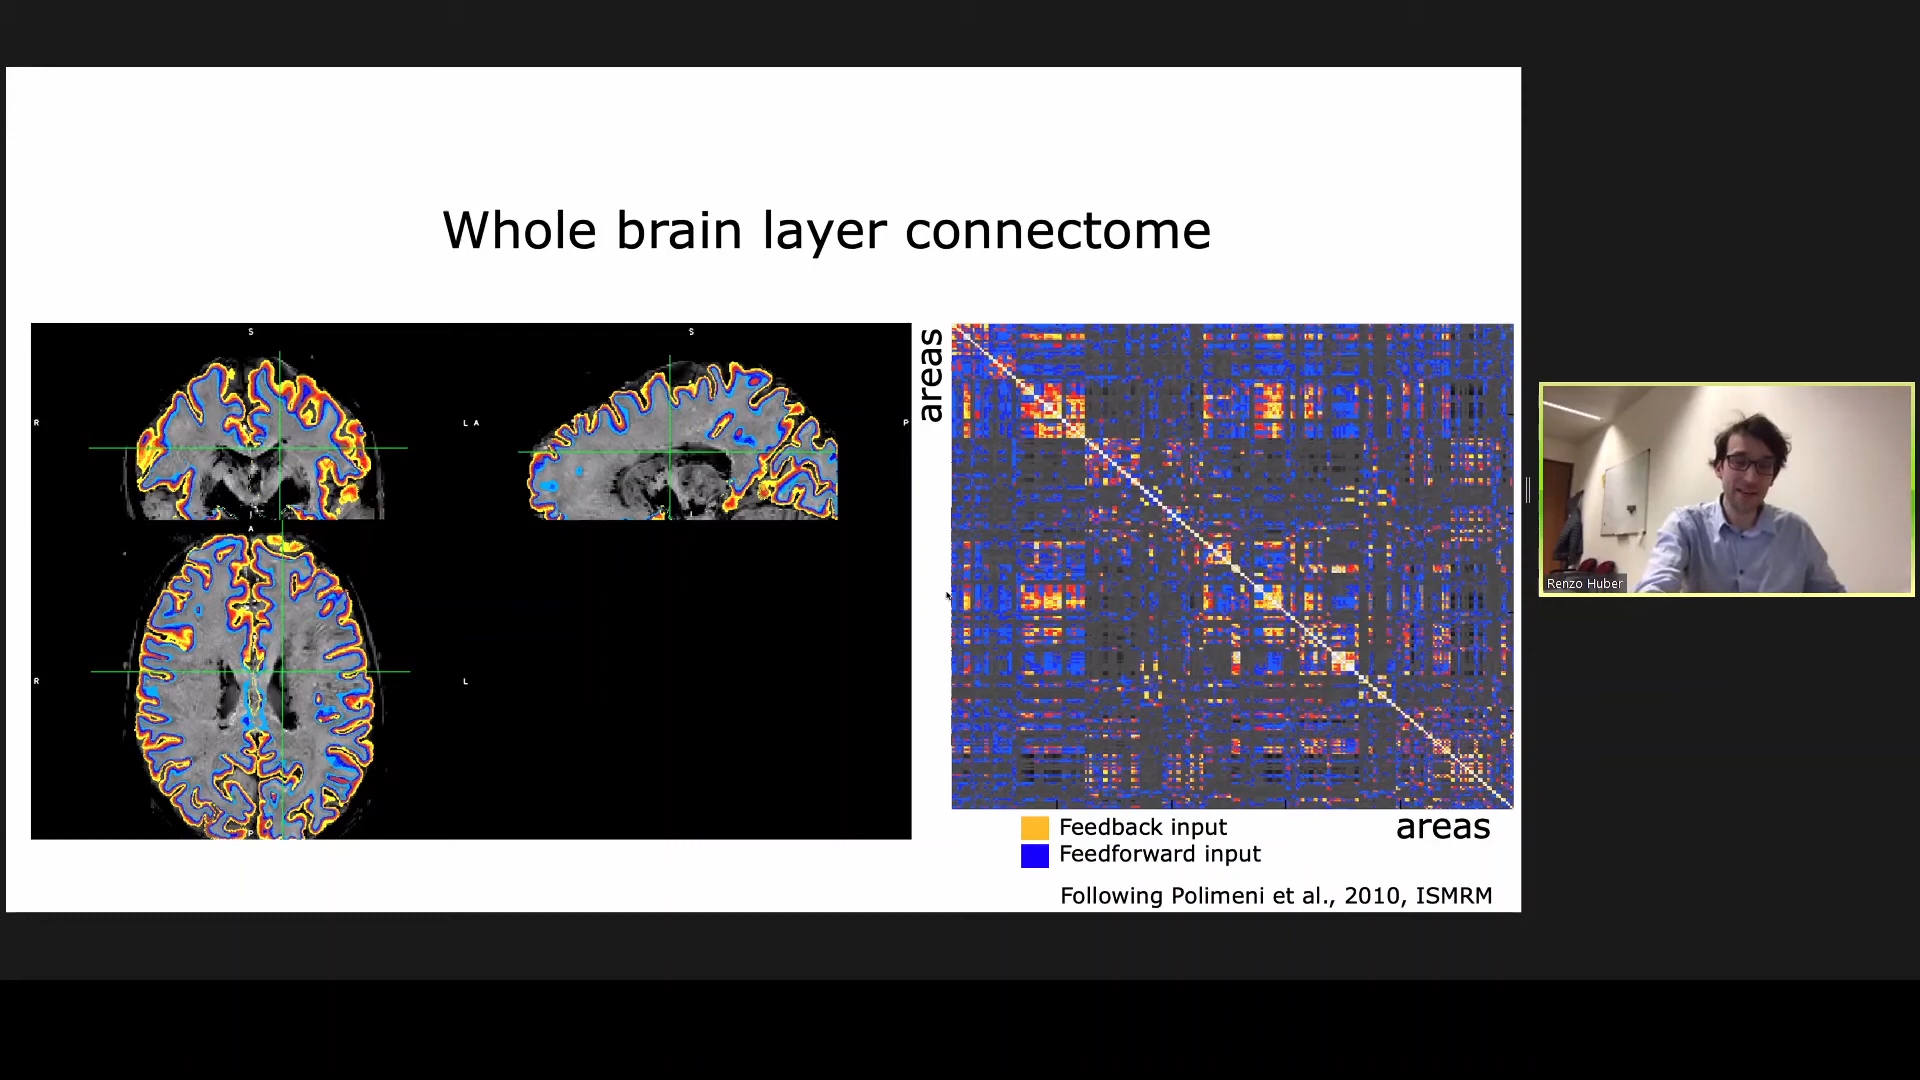 Whole brain layer connectome
S
S
R
L A
P
A
R
L
P
areas
areas
Feedback input
Feedforward input
Following Polimeni et al., 2010, ISMRM
Renzo Huber